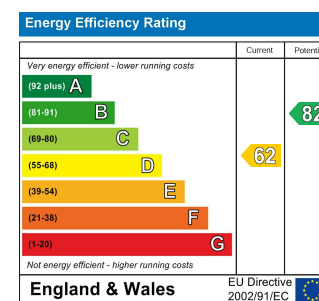 Energy Efficiency Rating
Current Potenti
Very energy efficient - lower running costs
(92 plus) A
(81-91) B
82
(69-80) C
(55-68) D
62
(39-54) E
(21-38) F
(1-20) G
Not energy efficient - higher running costs
England & Wales
EU Directive
2002/91/EC